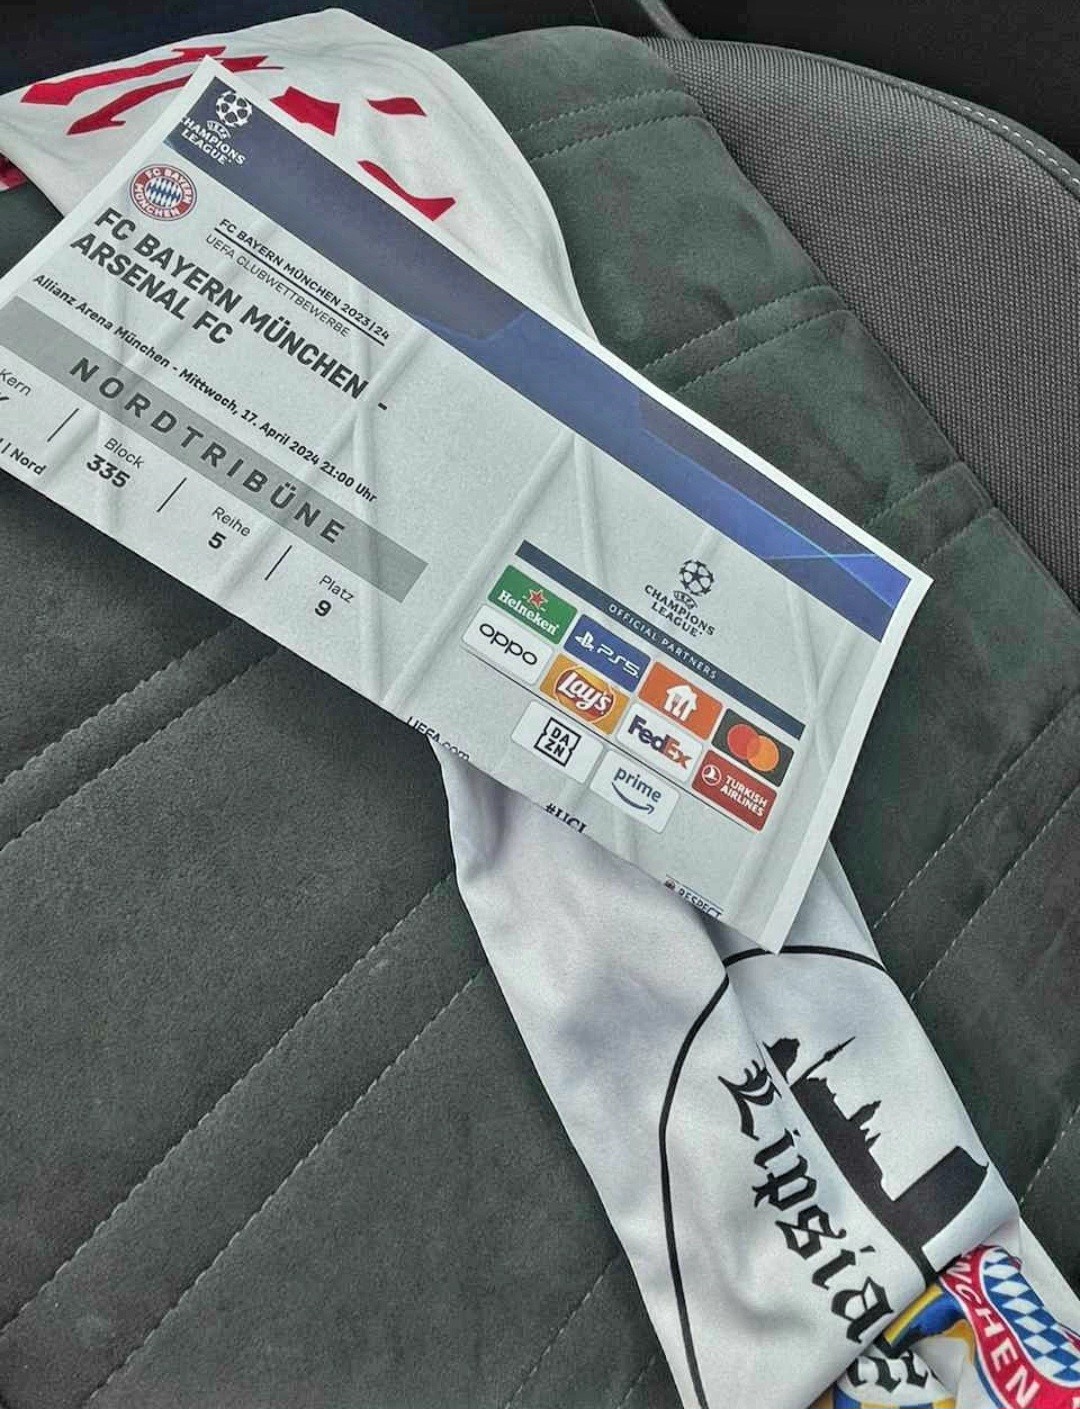 CHAMPIONS
LEAGUE
FC BAYERN
MÜNCHEN
FC BAYERN MÜNCHEN 2023|24
UEFA CLUBWETTBEWERBE
FC BAYERN MÜNCHEN -
ARSENAL FC
Allianz Arena München - Mittwoch, 17. April 2024 21:00 Uhr
NORDTRIBÜNE
Kern
| Nord
Block
335
Reihe
5
Platz
9
UEFA
CHAMPIONS
LEAGUE
OFFICIAL PARTNERS
Heineken
PS5
oppo
Lay's
FedEx
DAZN
prime
TURKISH
AIRLINES
UEFA.com
#UCL
RESPECT
Lipsia